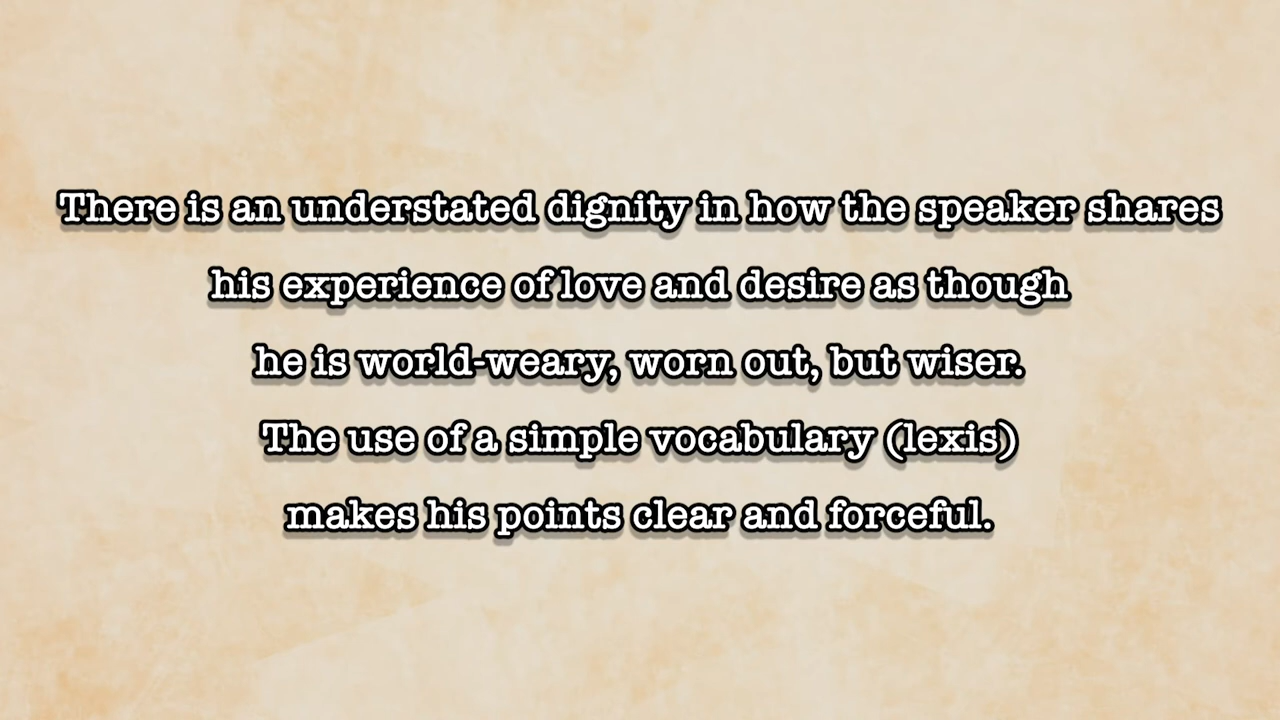 There is an understated dignity in how the speaker shares
his experience of love and desire as though
he is world-weary, worn out, but wiser.
The use of a simple vocabulary (lexis)
makes his points clear and forceful.